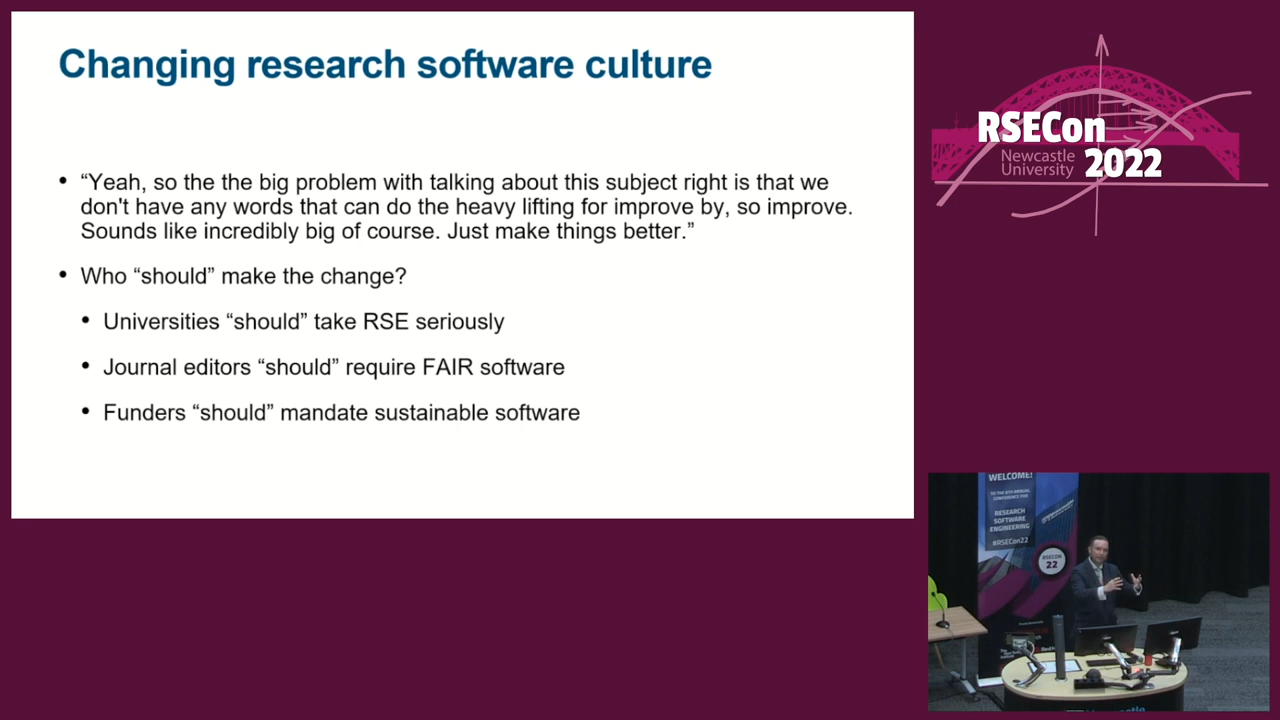 Changing research software culture
• “Yeah, so the the big problem with talking about this subject right is that we
don't have any words that can do the heavy lifting for improve by, so improve.
Sounds like incredibly big of course. Just make things better.”
• Who “should” make the change?
• Universities “should” take RSE seriously
• Journal editors “should” require FAIR software
• Funders “should” mandate sustainable software
RSECon
Newcastle
University
2022
WELCOME!
RESEARCH
SOFTWARE
ENGINEERING
#RSECon22
RSECON
22